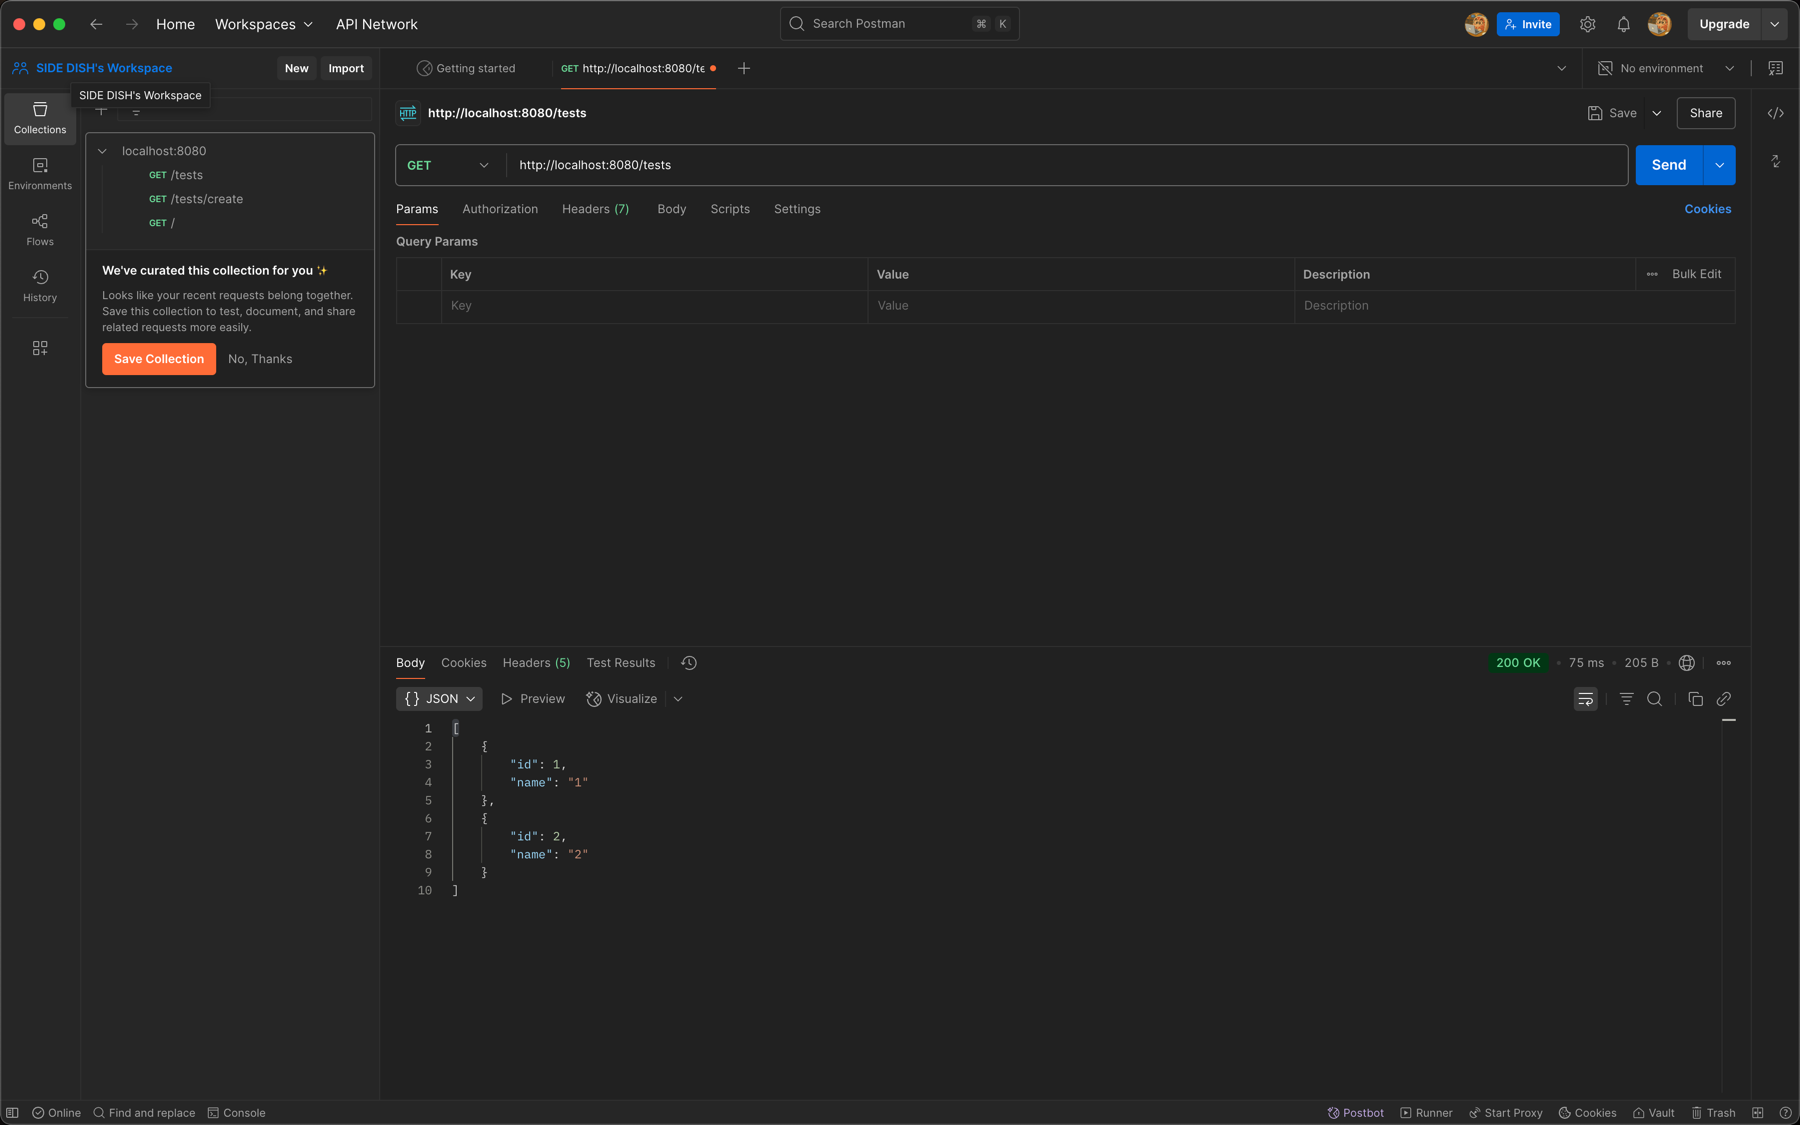 Home Workspaces API Network Search Postman ⌘ K Invite Upgrade
SIDE DISH's Workspace New Import Getting started GET http://localhost:8080/te No environment
SIDE DISH's Workspace
Collections
Environments
Flows
History
localhost:8080
GET /tests
GET /tests/create
GET /
We've curated this collection for you ✨
Looks like your recent requests belong together.
Save this collection to test, document, and share
related requests more easily.
Save Collection No, Thanks
HTTP http://localhost:8080/tests Save Share
GET http://localhost:8080/tests Send
Params Authorization Headers (7) Body Scripts Settings Cookies
Query Params
Key Value Description Bulk Edit
Key Value Description
Body Cookies Headers (5) Test Results 200 OK • 75 ms • 205 B
{} JSON Preview Visualize
1 [
2 {
3 "id": 1,
4 "name": "1"
5 },
6 {
7 "id": 2,
8 "name": "2"
9 }
10 ]
Online Find and replace Console Postbot Runner Start Proxy Cookies Vault Trash